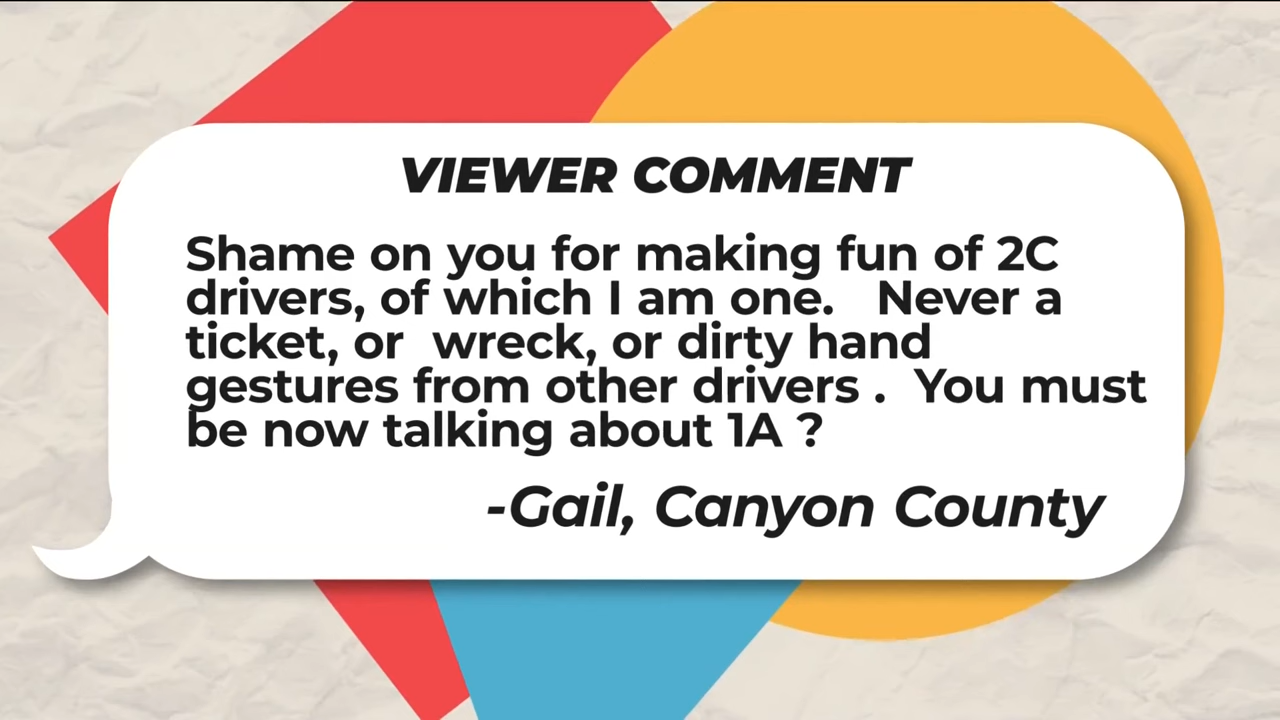 VIEWER COMMENT
Shame on you for making fun of 2C
drivers, of which I am one.   Never a
ticket, or  wreck, or dirty hand
gestures from other drivers .  You must
be now talking about 1A ?
-Gail, Canyon County